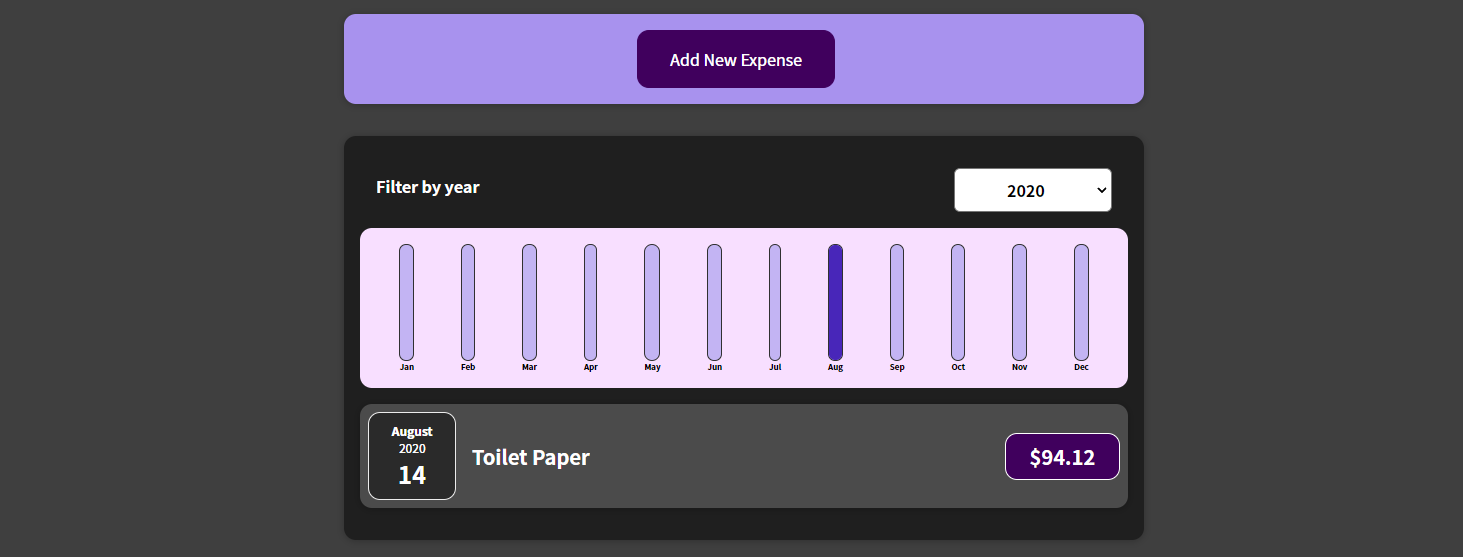 Add New Expense
Filter by year
2020
Jan Feb Mar Apr May Jun Jul Aug Sep Oct Nov Dec
August
2020
14
Toilet Paper
$94.12